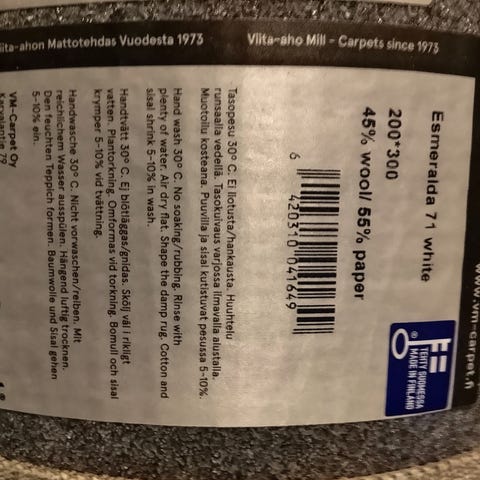 iita-ahon Mattotehdas Vuodesta 1973
Viita-aho Mill - Carpets since 1973
www.vm-carpet.fi
Esmeralda 71 white
200*300
45% wool/ 55% paper
TEHTY SUOMESSA
MADE IN FINLAND
6 420310 041649
Tasopesu 30° C. Ei liotusta/hankausta. Huuhtelu
runsaalla vedellä. Tasokuivaus varjossa ilmavalla alustalla.
Muotoilu kosteana. Puuvilla ja sisal kutistuvat pesussa 5-10%.
Hand wash 30° C. No soaking/rubbing. Rinse with
plenty of water. Air dry flat. Shape the damp rug. Cotton and
sisal shrink 5-10% in wash.
Handtvätt 30° C. Ej blötläggas/gnidas. Skölj väl i rikligt
vatten. Plantorkning. Omformas vid torkning. Bomull och sisal
krymper 5-10% vid tvättning.
Handwäsche 30° C. Nicht vorwaschen/reiben. Mit
reichlichem Wasser ausspülen. Hängend luftig trocknen.
Den feuchten Teppich formen. Baumwolle und Sisal gehen
5-10% ein.
VM-Carpet Oy
Karvalantie 79